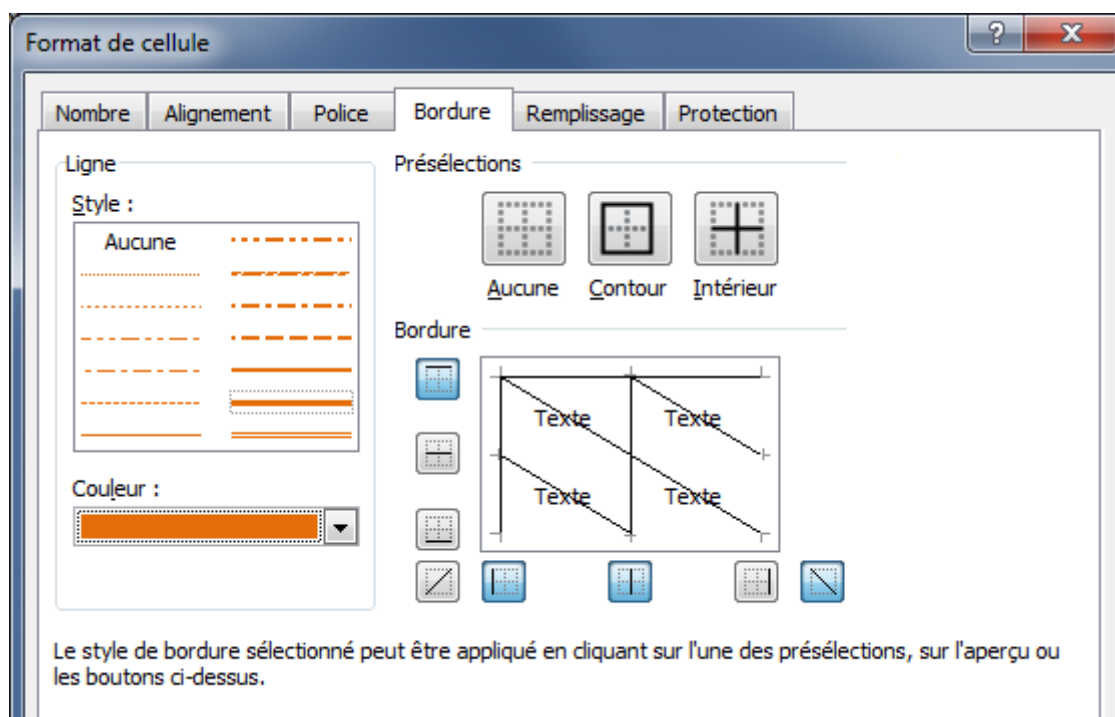 Format de cellule
?
Nombre Alignement Police Bordure Remplissage Protection
Ligne
Style :
Aucune
Couleur :
Présélections
Aucune Contour Intérieur
Bordure
Texte Texte
Texte Texte
Le style de bordure sélectionné peut être appliqué en cliquant sur l'une des présélections, sur l'aperçu ou
les boutons ci-dessus.